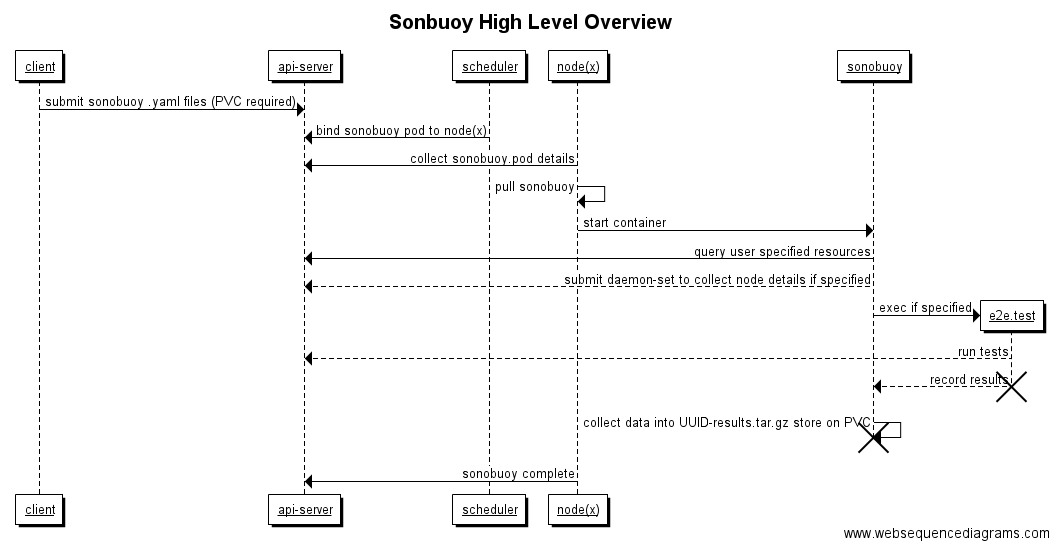 Sonbuoy High Level Overview
client
api-server
scheduler
node(x)
sonobuoy
submit sonobuoy .yaml files (PVC required)
bind sonobuoy pod to node(x)
collect sonobuoy.pod details
pull sonobuoy
start container
query user specified resources
submit daemon-set to collect node details if specified
exec if specified
e2e.test
run tests
record results
collect data into UUID-results.tar.gz store on PVC
sonobuoy complete
client
api-server
scheduler
node(x)
www.websequencediagrams.com